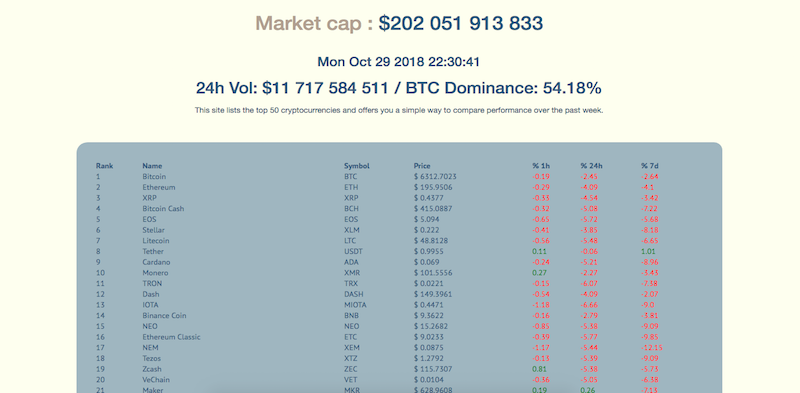 Market cap : $202 051 913 833
Mon Oct 29 2018 22:30:41
24h Vol: $11 717 584 511 / BTC Dominance: 54.18%
This site lists the top 50 cryptocurrencies and offers you a simple way to compare performance over the past week.
Rank Name Symbol Price % 1h % 24h % 7d
1 Bitcoin BTC $ 6312.7023 -0.19 -2.45 -2.64
2 Ethereum ETH $ 195.9506 -0.29 -4.09 -4.1
3 XRP XRP $ 0.4377 -0.33 -4.54 -3.42
4 Bitcoin Cash BCH $ 415.0887 -0.32 -5.08 -7.22
5 EOS EOS $ 5.094 -0.65 -5.72 -5.68
6 Stellar XLM $ 0.222 -0.41 -3.85 -8.18
7 Litecoin LTC $ 48.8128 -0.56 -5.48 -6.65
8 Tether USDT $ 0.9955 0.11 -0.06 1.01
9 Cardano ADA $ 0.069 -0.24 -5.21 -8.96
10 Monero XMR $ 101.5556 0.27 -2.27 -3.43
11 TRON TRX $ 0.0221 -0.15 -6.07 -7.38
12 Dash DASH $ 149.3961 -0.54 -4.09 -2.07
13 IOTA MIOTA $ 0.4471 -1.18 -6.66 -9.0
14 Binance Coin BNB $ 9.3622 -0.16 -2.79 -3.81
15 NEO NEO $ 15.2682 -0.85 -5.38 -9.09
16 Ethereum Classic ETC $ 9.0233 -0.39 -5.77 -9.85
17 NEM XEM $ 0.0875 -1.17 -5.44 -12.15
18 Tezos XTZ $ 1.2792 -0.13 -5.39 -9.09
19 Zcash ZEC $ 115.7307 0.81 -5.38 -5.73
20 VeChain VET $ 0.0104 -0.36 -5.05 -6.38
21 Maker MKR $ 628.9608 0.19 0.26 -7.13